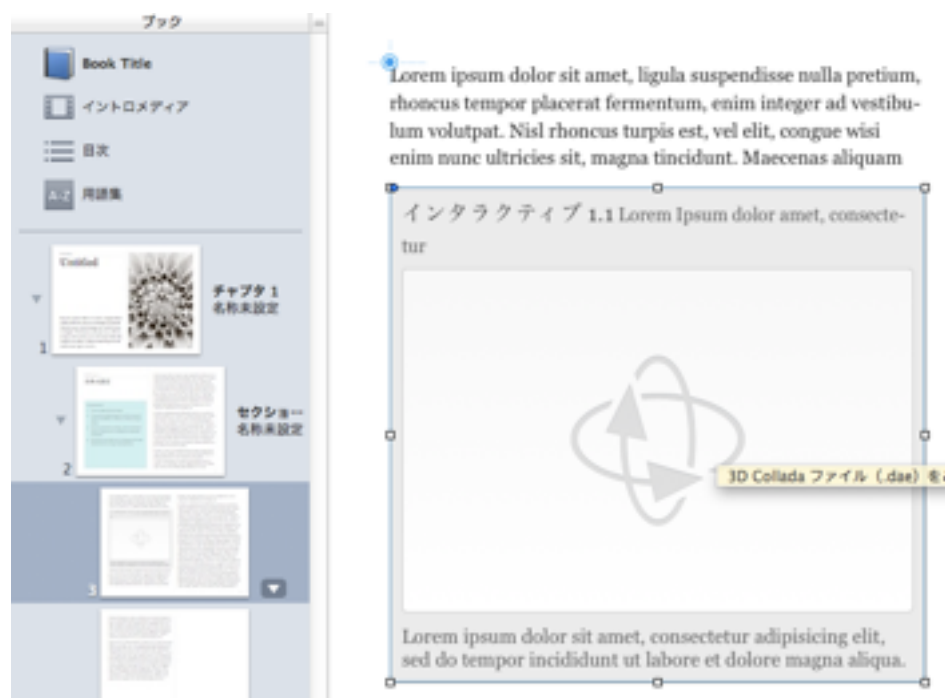 ブック
Book Title
イントロメディア
目次
A-Z
用語集
Untitled
チャプタ 1
名称未設定
1
セクショ…
名称未設定
2
3
Lorem ipsum dolor sit amet, ligula suspendisse nulla pretium,
rhoncus tempor placerat fermentum, enim integer ad vestibu-
lum volutpat. Nisl rhoncus turpis est, vel elit, congue wisi
enim nunc ultricies sit, magna tincidunt. Maecenas aliquam
インタラクティブ 1.1 Lorem Ipsum dolor amet, consecte-
tur
3D Collada ファイル（.dae）を
Lorem ipsum dolor sit amet, consectetur adipisicing elit,
sed do tempor incididunt ut labore et dolore magna aliqua.